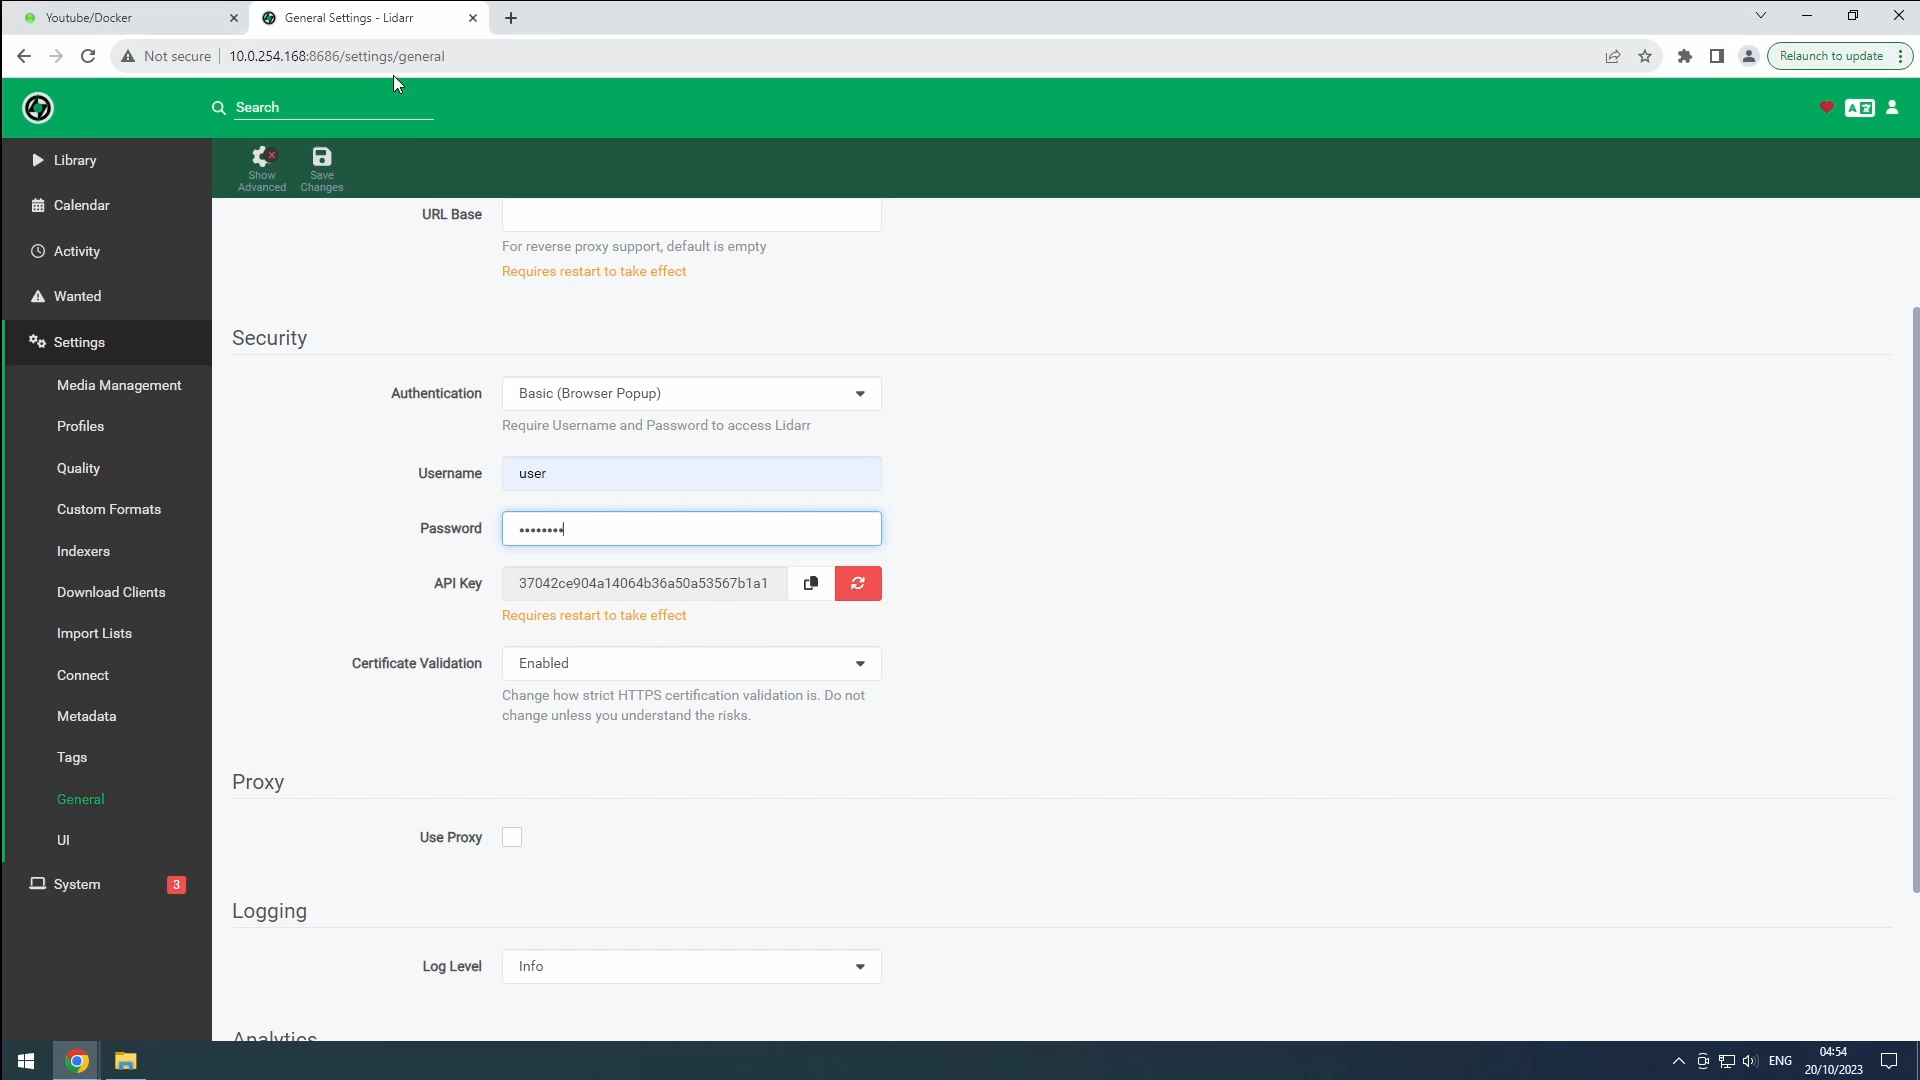 Youtube/Docker
General Settings - Lidarr
Not secure
10.0.254.168:8686/settings/general
Relaunch to update
Search
Library
Calendar
Activity
Wanted
Settings
Media Management
Profiles
Quality
Custom Formats
Indexers
Download Clients
Import Lists
Connect
Metadata
Tags
General
UI
System
3
Show
Advanced
Save
Changes
URL Base
For reverse proxy support, default is empty
Requires restart to take effect
Security
Authentication
Basic (Browser Popup)
Require Username and Password to access Lidarr
Username
user
Password
••••••••
API Key
37042ce904a14064b36a50a53567b1a1
Requires restart to take effect
Certificate Validation
Enabled
Change how strict HTTPS certification validation is. Do not
change unless you understand the risks.
Proxy
Use Proxy
Logging
Log Level
Info
Analytics
ENG
04:54
20/10/2023